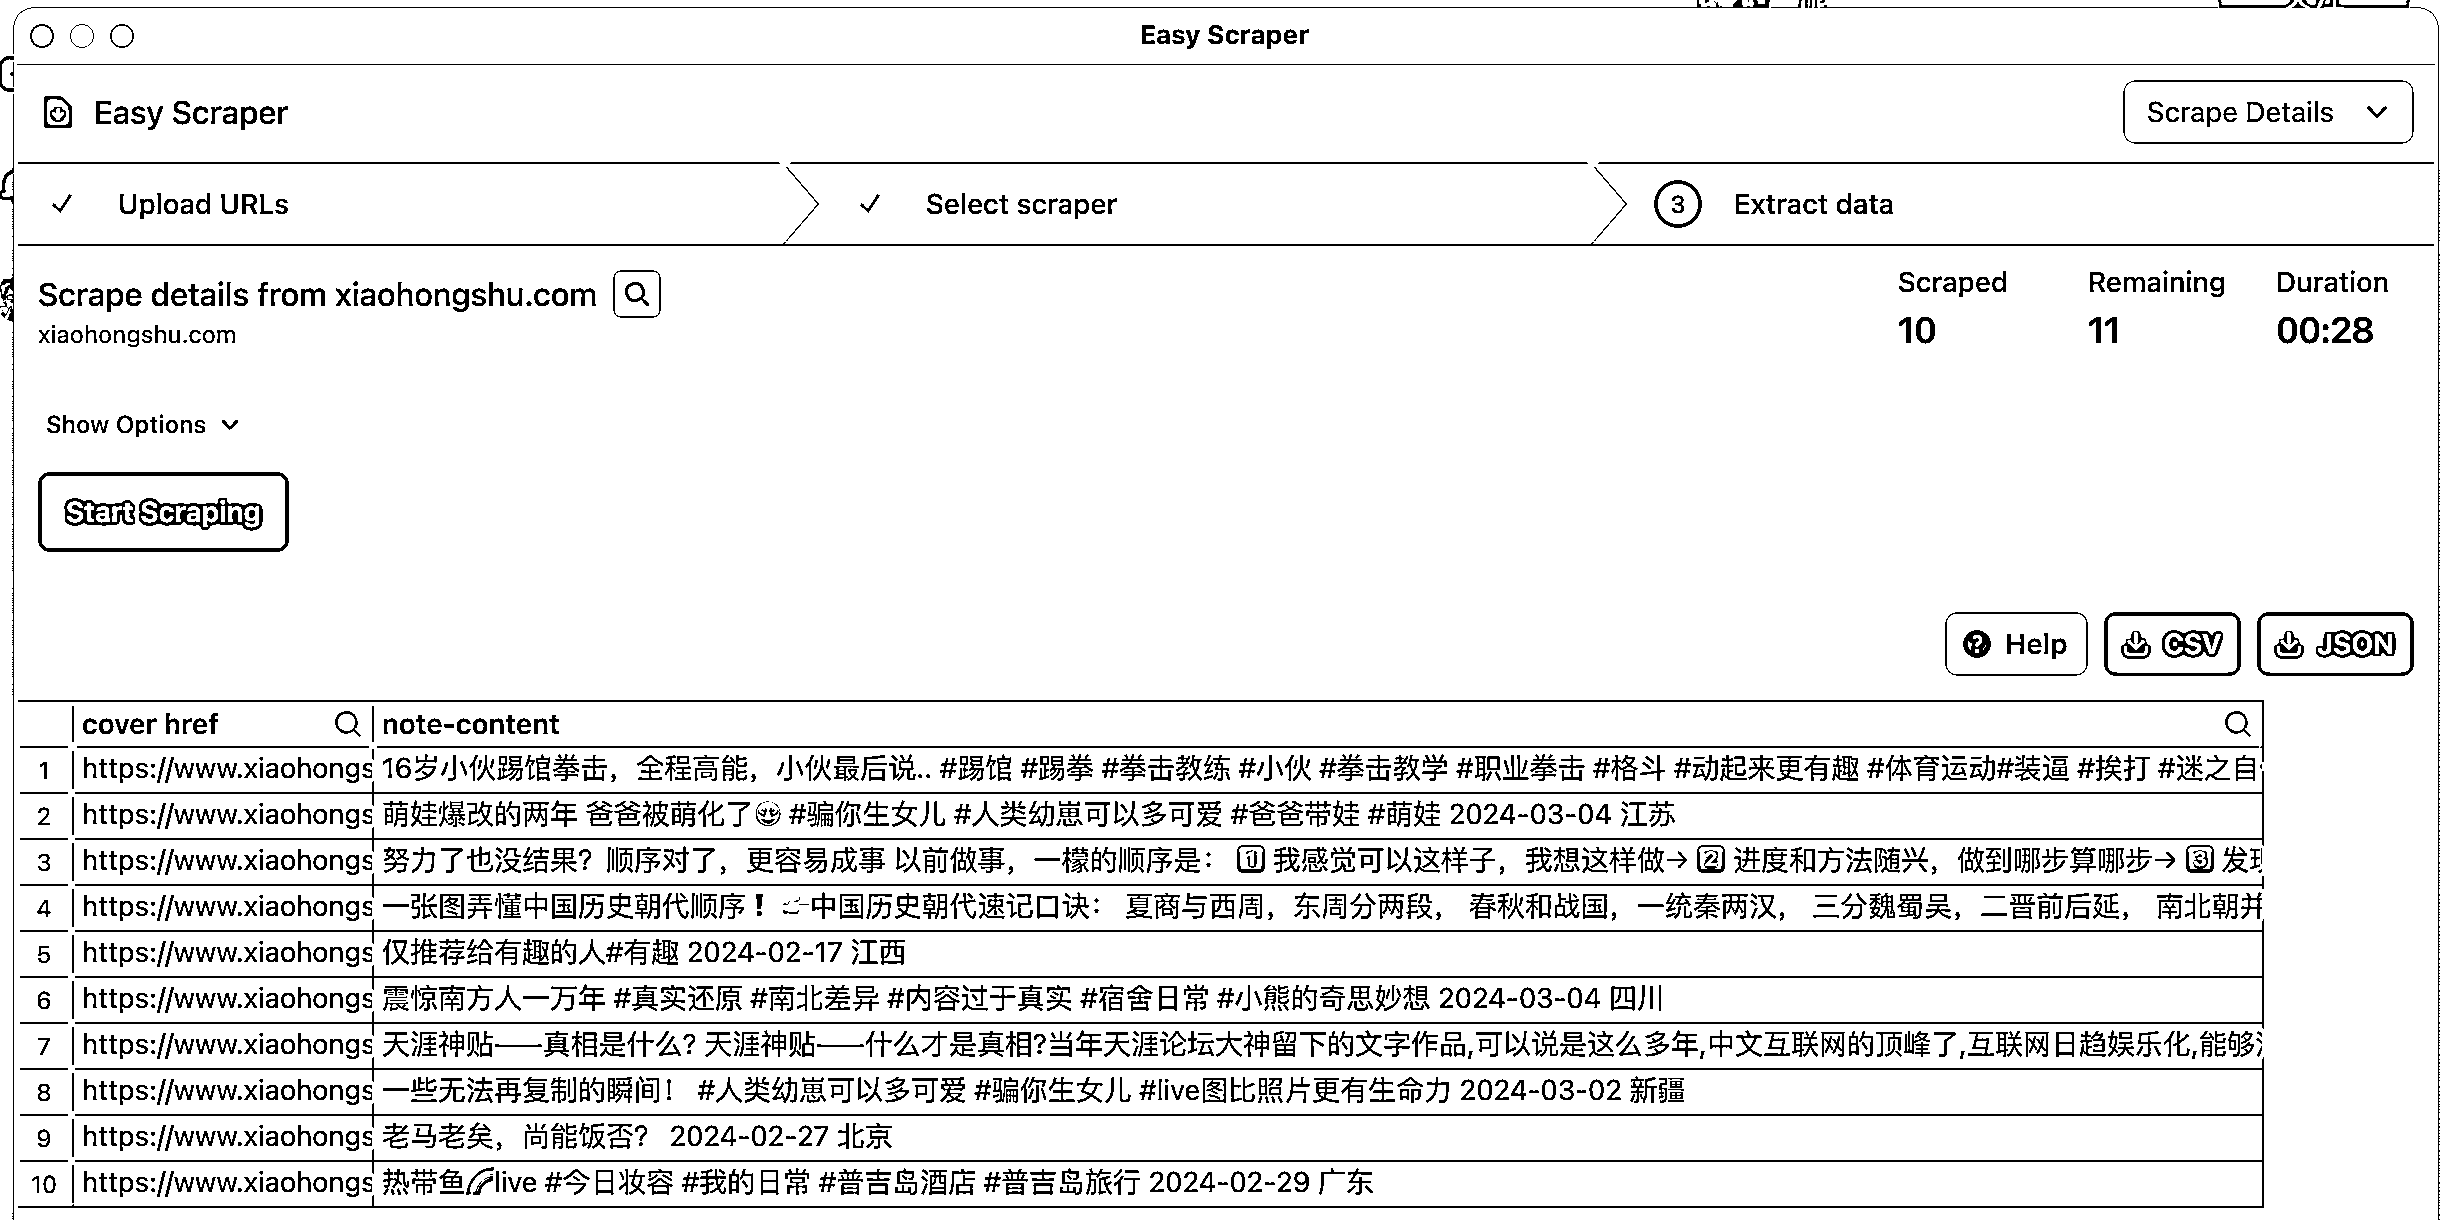 Easy Scraper
Easy Scraper
Scrape Details
Upload URLs
Select scraper
3 Extract data
Scrape details from xiaohongshu.com
xiaohongshu.com
Scraped Remaining Duration
10 11 00:28
Show Options
Start Scraping
Help CSV JSON
cover href note-content
1 https://www.xiaohongs 16岁小伙踢馆拳击，全程高能，小伙最后说.. #踢馆 #踢拳 #拳击教练 #小伙 #拳击教学 #职业拳击 #格斗 #动起来更有趣 #体育运动#装逼 #挨打 #迷之自
2 https://www.xiaohongs 萌娃爆改的两年 爸爸被萌化了 #骗你生女儿 #人类幼崽可以多可爱 #爸爸带娃 #萌娃 2024-03-04 江苏
3 https://www.xiaohongs 努力了也没结果？顺序对了，更容易成事 以前做事，一檬的顺序是： 1️⃣ 我感觉可以这样子，我想这样做→ 2️⃣ 进度和方法随兴，做到哪步算哪步→ 3️⃣ 发现
4 https://www.xiaohongs 一张图弄懂中国历史朝代顺序❗ 中国历史朝代速记口诀： 夏商与西周，东周分两段， 春秋和战国，一统秦两汉， 三分魏蜀吴，二晋前后延， 南北朝并
5 https://www.xiaohongs 仅推荐给有趣的人#有趣 2024-02-17 江西
6 https://www.xiaohongs 震惊南方人一万年 #真实还原 #南北差异 #内容过于真实 #宿舍日常 #小熊的奇思妙想 2024-03-04 四川
7 https://www.xiaohongs 天涯神贴——真相是什么? 天涯神贴——什么才是真相?当年天涯论坛大神留下的文字作品,可以说是这么多年,中文互联网的顶峰了,互联网日趋娱乐化,能够
8 https://www.xiaohongs 一些无法再复制的瞬间！ #人类幼崽可以多可爱 #骗你生女儿 #live图比照片更有生命力 2024-03-02 新疆
9 https://www.xiaohongs 老马老矣，尚能饭否？ 2024-02-27 北京
10 https://www.xiaohongs 热带鱼🌈live #今日妆容 #我的日常 #普吉岛酒店 #普吉岛旅行 2024-02-29 广东